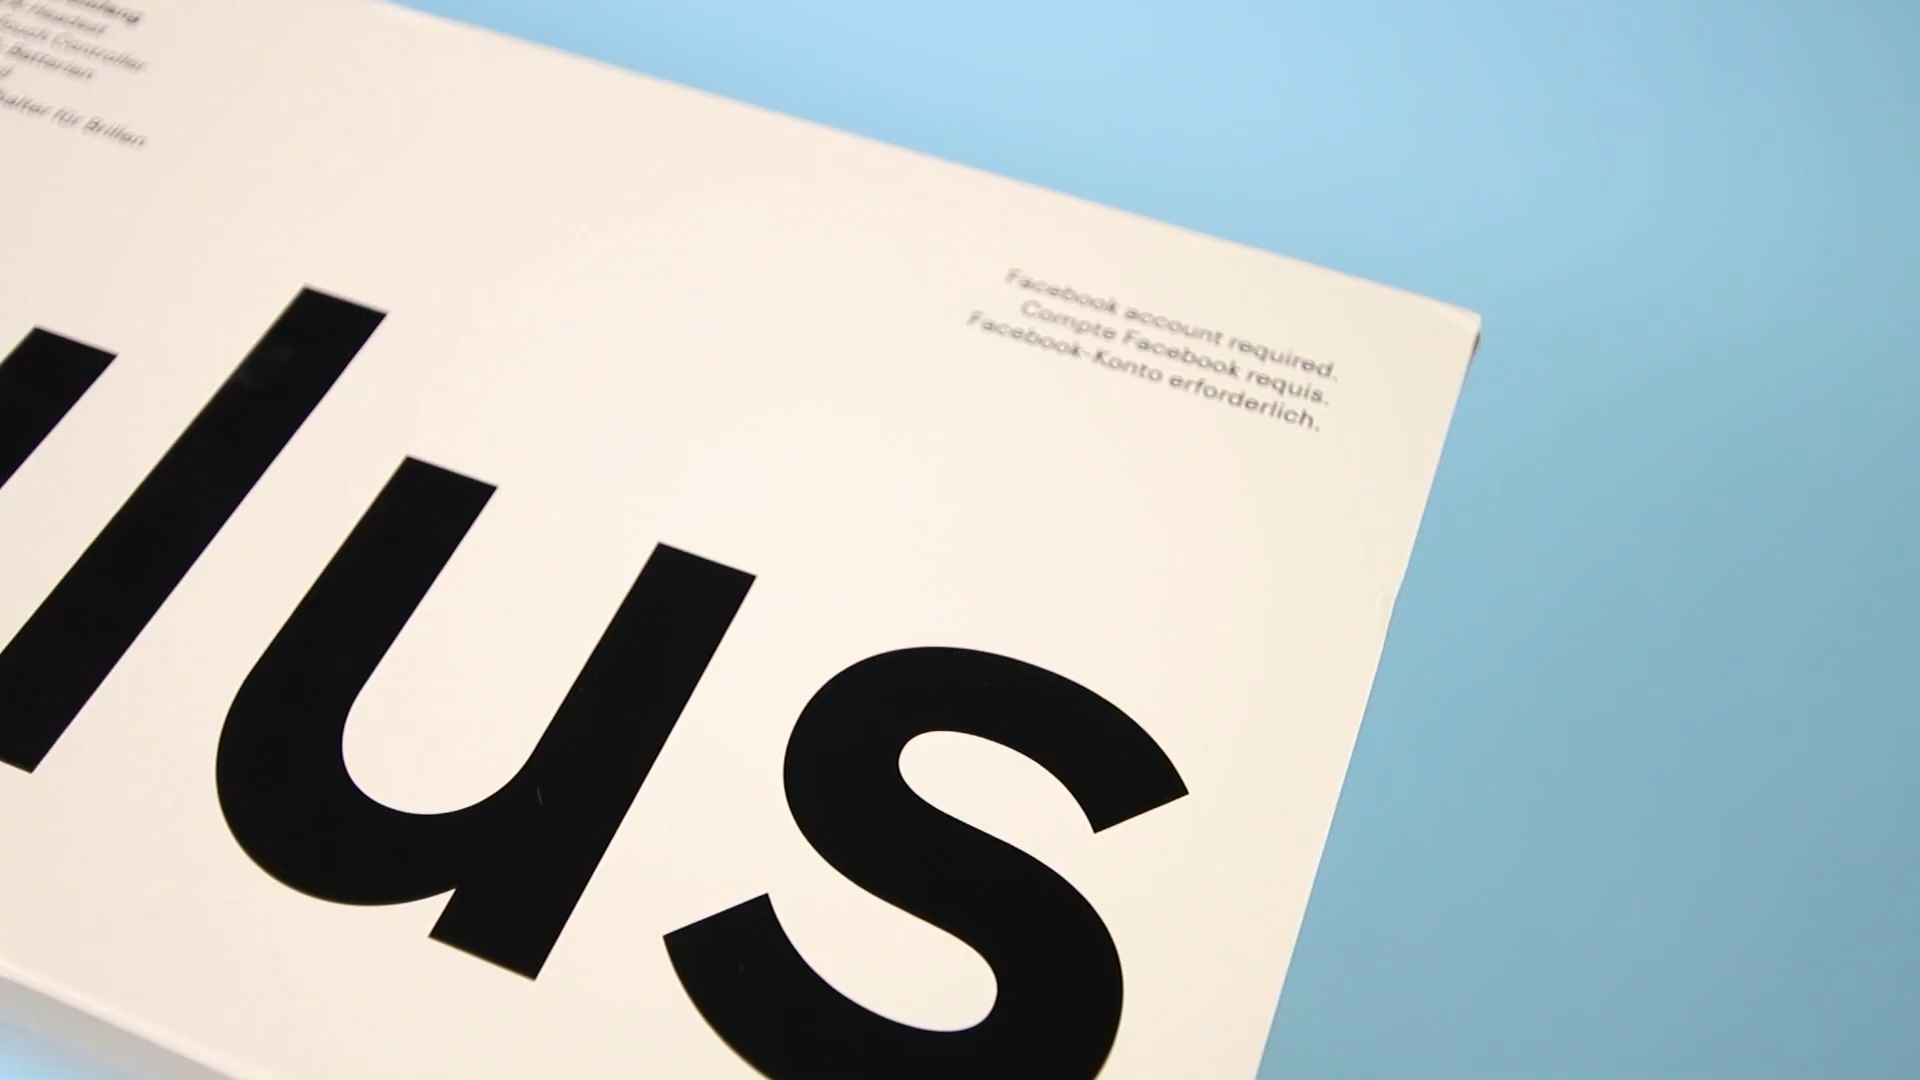 Headset
Touch Controller
Batterien
halter für Brillen
Facebook account required.
Compte Facebook requis.
Facebook-Konto erforderlich.
ulus